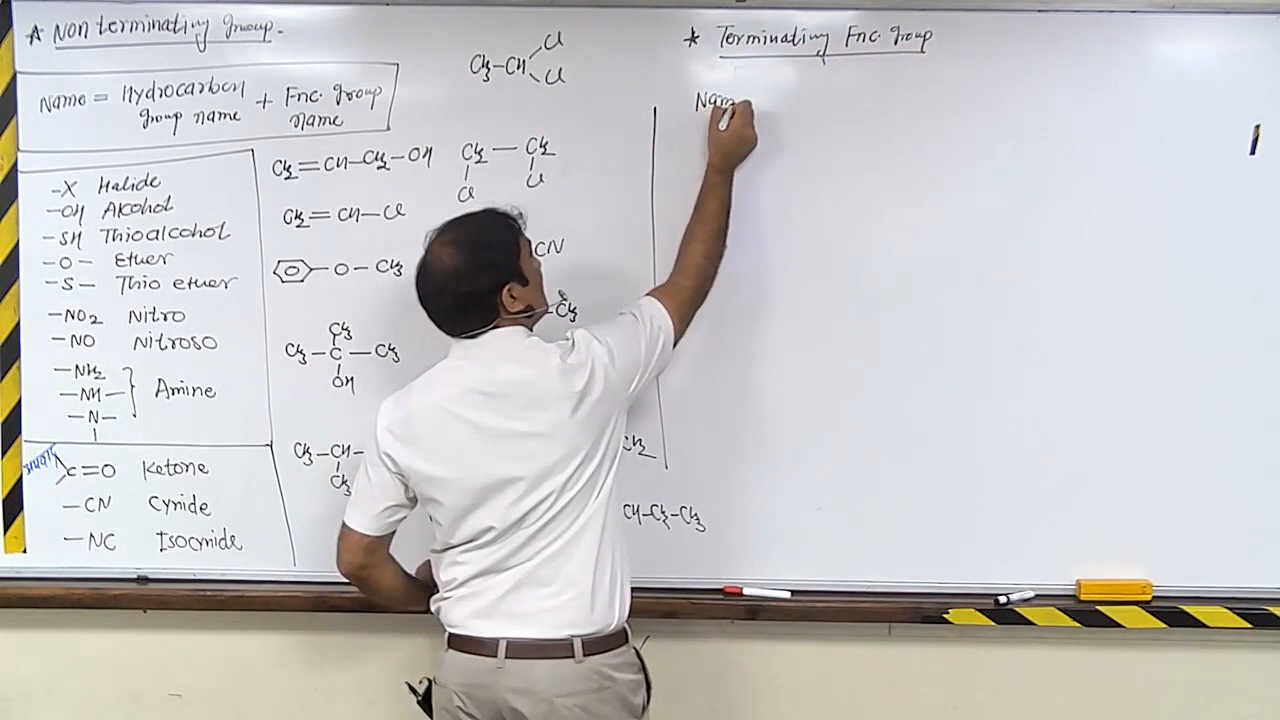 * Non terminating group.
Name = Hydrocarbon group name + Fnc. group name
-X Halide
-OH Alcohol
-SH Thioalcohol
-O- Ether
-S- Thio ether
-NO₂ Nitro
-NO Nitroso
-NH₂
-NH- } Amine
-N-
C=O Ketone
-CN Cynide
-NC Isocynide
CH₃-CH
Cl
Cl
CH₂=CH-CH₂-OH
CH₂ - CH₂
Cl Cl
CH₂=CH-Cl
-O-CH₃
CN
-CH₃
CH₃
CH₃-C-CH₃
OH
CH₃-CH-
CH₃
CH₂
CH-CH₂-CH₃
* Terminating Fnc. group
Nam